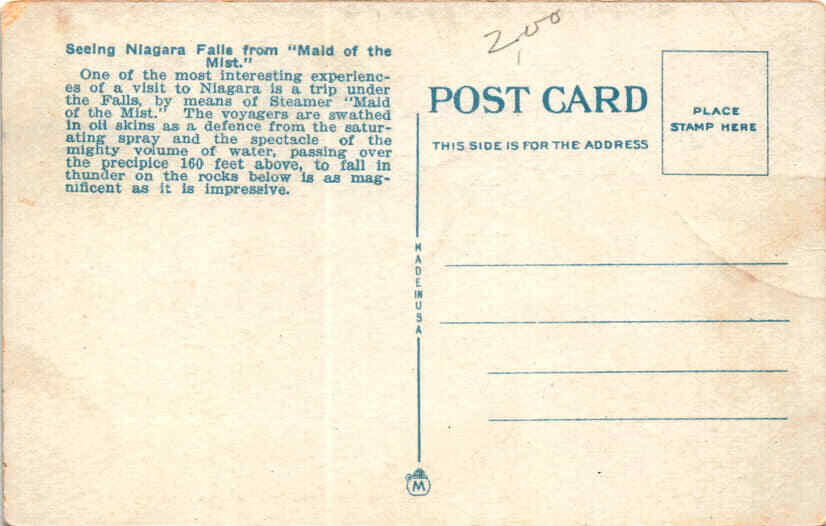 Seeing Niagara Falls from "Maid of the
Mist."
One of the most interesting experienc-
es of a visit to Niagara is a trip under
the Falls, by means of Steamer "Maid
of the Mist." The voyagers are swathed
in oil skins as a defence from the satur-
ating spray and the spectacle of the
mighty volume of water, passing over
the precipice 160 feet above, to fall in
thunder on the rocks below is as mag-
nificent as it is impressive.
2.00
POST CARD
THIS SIDE IS FOR THE ADDRESS
PLACE
STAMP HERE
MADE IN USA
M